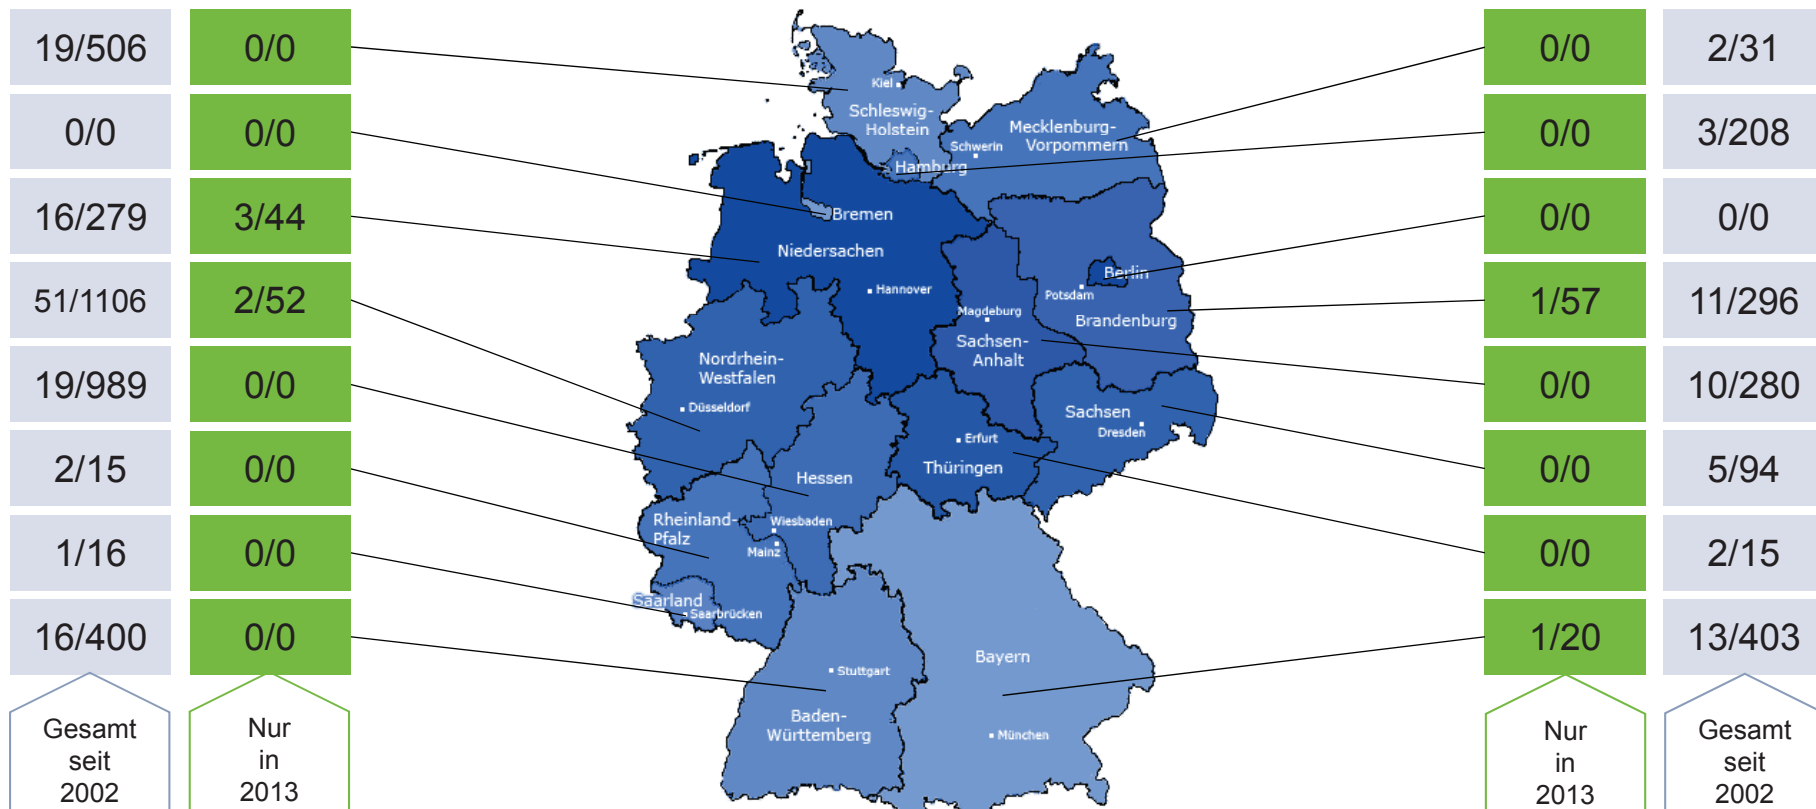 19/506 0/0
0/0 0/0
16/279 3/44
51/1106 2/52
19/989 0/0
2/15 0/0
1/16 0/0
16/400 0/0
Gesamt
seit
2002
Nur
in
2013
Kiel
Schleswig-
Holstein
Mecklenburg-
Vorpommern
Schwerin
Hamburg
Bremen
Niedersachen
Hannover
Berlin
Potsdam
Brandenburg
Magdeburg
Sachsen-
Anhalt
Nordrhein-
Westfalen
Düsseldorf
Sachsen
Dresden
Erfurt
Thüringen
Hessen
Wiesbaden
Rheinland-
Pfalz
Mainz
Saarland
Saarbrücken
Stuttgart
Baden-
Württemberg
Bayern
München
0/0 2/31
0/0 3/208
0/0 0/0
1/57 11/296
0/0 10/280
0/0 5/94
0/0 2/15
1/20 13/403
Nur
in
2013
Gesamt
seit
2002